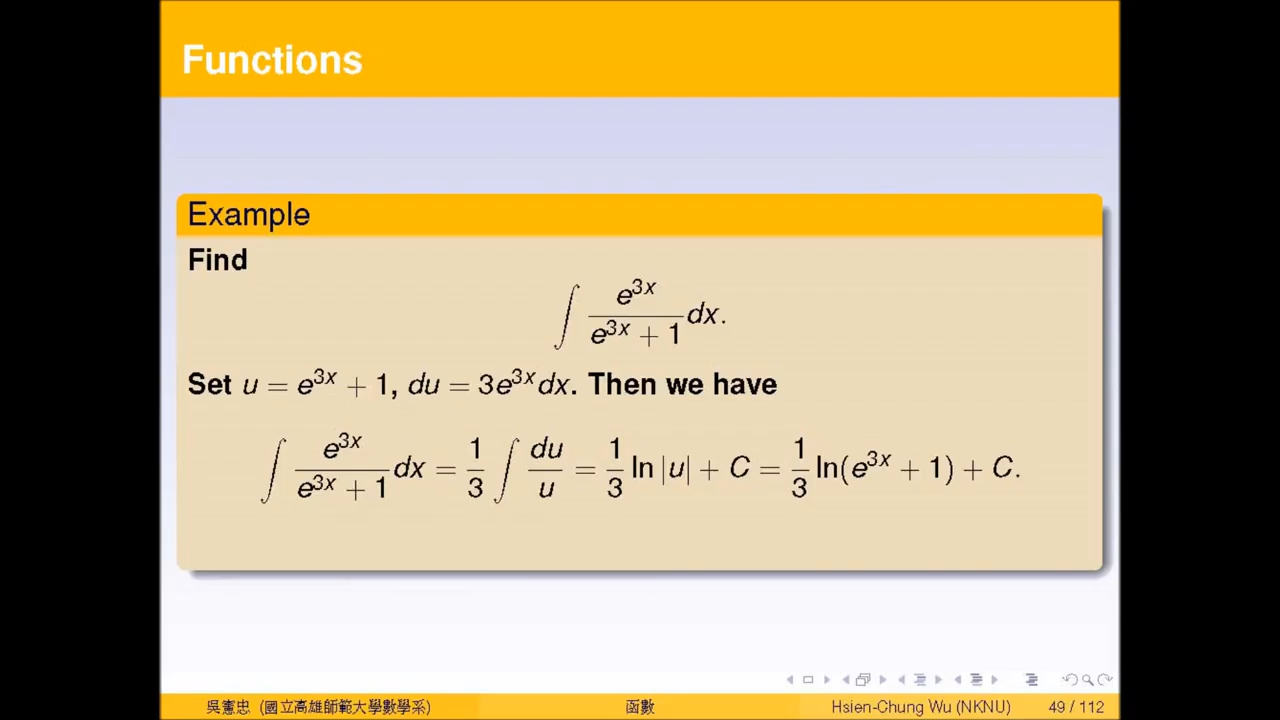 Functions
Example
Find
∫ e^{3x} / (e^{3x} + 1) dx.
Set u = e^{3x} + 1, du = 3e^{3x}dx. Then we have
∫ e^{3x} / (e^{3x} + 1) dx = 1/3 ∫ du/u = 1/3 ln |u| + C = 1/3 ln(e^{3x} + 1) + C.
吳憲忠 (國立高雄師範大學數學系) 函數 Hsien-Chung Wu (NKNU) 49 / 112